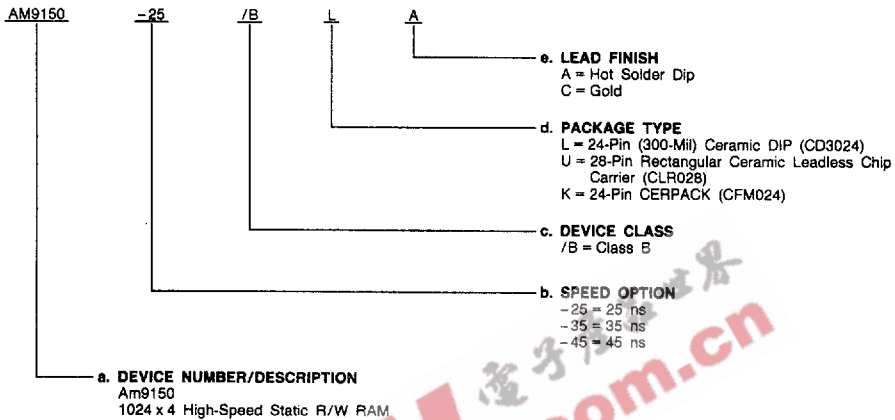 AM9150 -25 /B L A
e. LEAD FINISH
A = Hot Solder Dip
C = Gold
d. PACKAGE TYPE
L = 24-Pin (300-Mil) Ceramic DIP (CD3024)
U = 28-Pin Rectangular Ceramic Leadless Chip
Carrier (CLR028)
K = 24-Pin CERPACK (CFM024)
c. DEVICE CLASS
/B = Class B
b. SPEED OPTION
-25 = 25 ns
-35 = 35 ns
-45 = 45 ns
a. DEVICE NUMBER/DESCRIPTION
Am9150
1024 x 4 High-Speed Static R/W RAM
om.cn